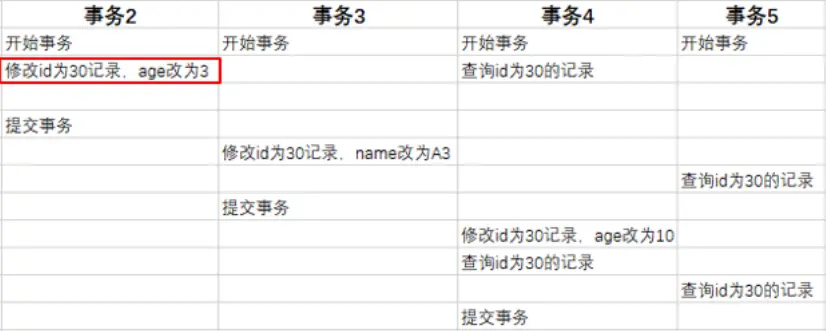 事务2 事务3 事务4 事务5
开始事务 开始事务 开始事务 开始事务
修改id为30记录，age改为3 查询id为30的记录
提交事务
修改id为30记录，name改为A3
查询id为30的记录
提交事务
修改id为30记录，age改为10
查询id为30的记录
查询id为30的记录
提交事务